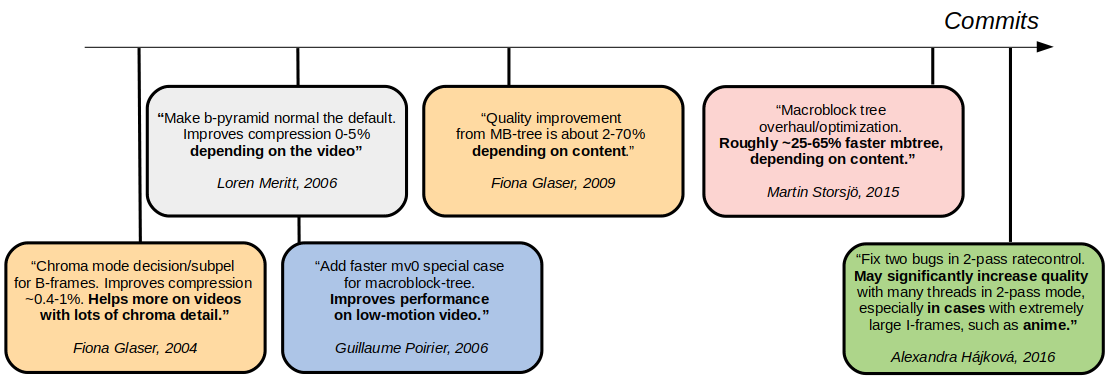 Commits
“Make b-pyramid normal the default.
Improves compression 0-5%
depending on the video”
Loren Meritt, 2006
“Quality improvement
from MB-tree is about 2-70%
depending on content.”
Fiona Glaser, 2009
“Macroblock tree
overhaul/optimization.
Roughly ~25-65% faster mbtree,
depending on content.”
Martin Storsjö, 2015
“Chroma mode decision/subpel
for B-frames. Improves compression
~0.4-1%. Helps more on videos
with lots of chroma detail.”
Fiona Glaser, 2004
“Add faster mv0 special case
for macroblock-tree.
Improves performance
on low-motion video.”
Guillaume Poirier, 2006
“Fix two bugs in 2-pass ratecontrol.
May significantly increase quality
with many threads in 2-pass mode,
especially in cases with extremely
large I-frames, such as anime.”
Alexandra Hájková, 2016